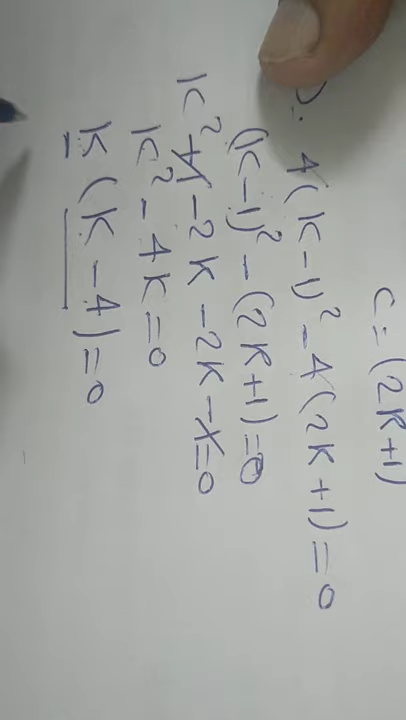 C = (2K+1)
D: 4(K-1)² - 4(2K+1) = 0
(K-1)² - (2K+1) = 0
K² + 1 - 2K - 2K - 1 = 0
K² - 4K = 0
K(K-4) = 0